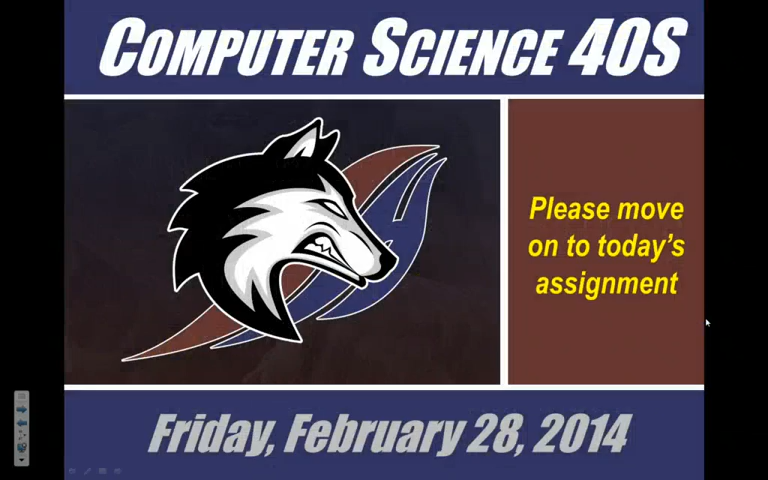 COMPUTER SCIENCE 40S
Please move
on to today's
assignment
Friday, February 28, 2014